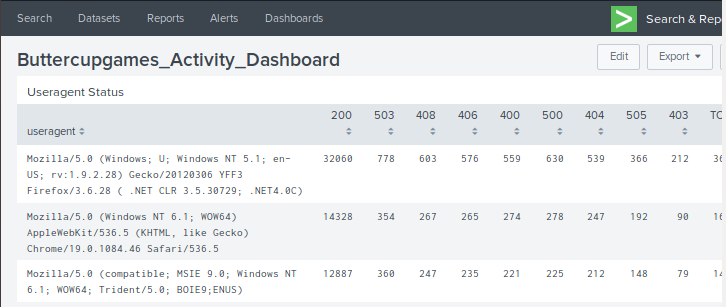 Search Datasets Reports Alerts Dashboards Search &
Buttercupgames_Activity_Dashboard Edit Export
Useragent Status
useragent 200 503 408 406 400 500 404 505 403
Mozilla/5.0 (Windows; U; Windows NT 5.1; en- 32060 778 603 576 559 630 539 366 212
US; rv:1.9.2.28) Gecko/20120306 YFF3
Firefox/3.6.28 ( .NET CLR 3.5.30729; .NET4.0C)
Mozilla/5.0 (Windows NT 6.1; WOW64) 14328 354 267 265 274 278 247 192 90
AppleWebKit/536.5 (KHTML, like Gecko)
Chrome/19.0.1084.46 Safari/536.5
Mozilla/5.0 (compatible; MSIE 9.0; Windows NT 12887 360 247 235 221 225 212 148 79
6.1; WOW64; Trident/5.0; BOIE9;ENUS)